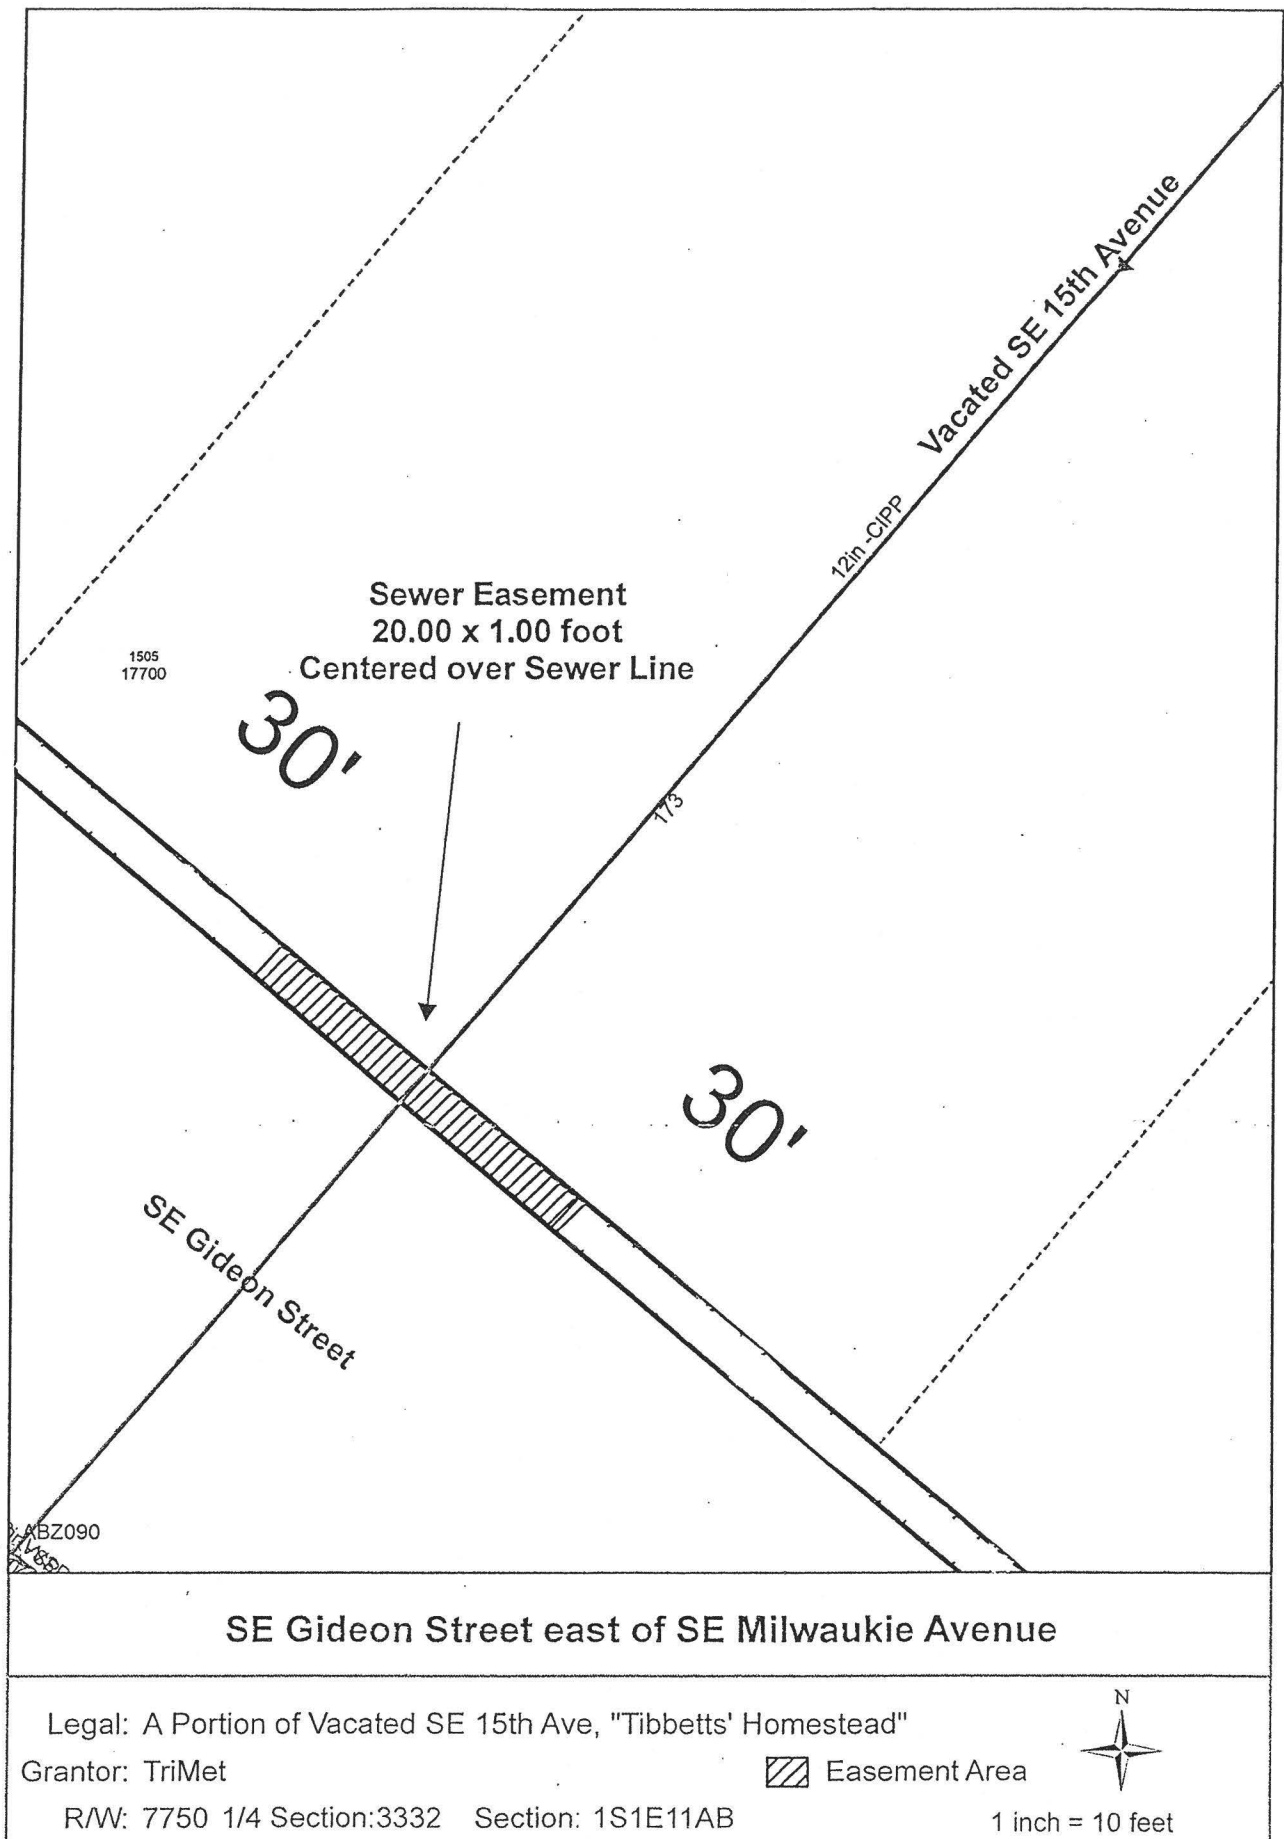 Vacated SE 15th Avenue
12in -CIPP
Sewer Easement
20.00 x 1.00 foot
Centered over Sewer Line
1505
17700
30'
173
30'
SE Gideon Street
ABZ090
SE Gideon Street east of SE Milwaukie Avenue
N
Legal: A Portion of Vacated SE 15th Ave, "Tibbetts' Homestead"
Grantor: TriMet
Easement Area
R/W: 7750 1/4 Section:3332 Section: 1S1E11AB
1 inch = 10 feet